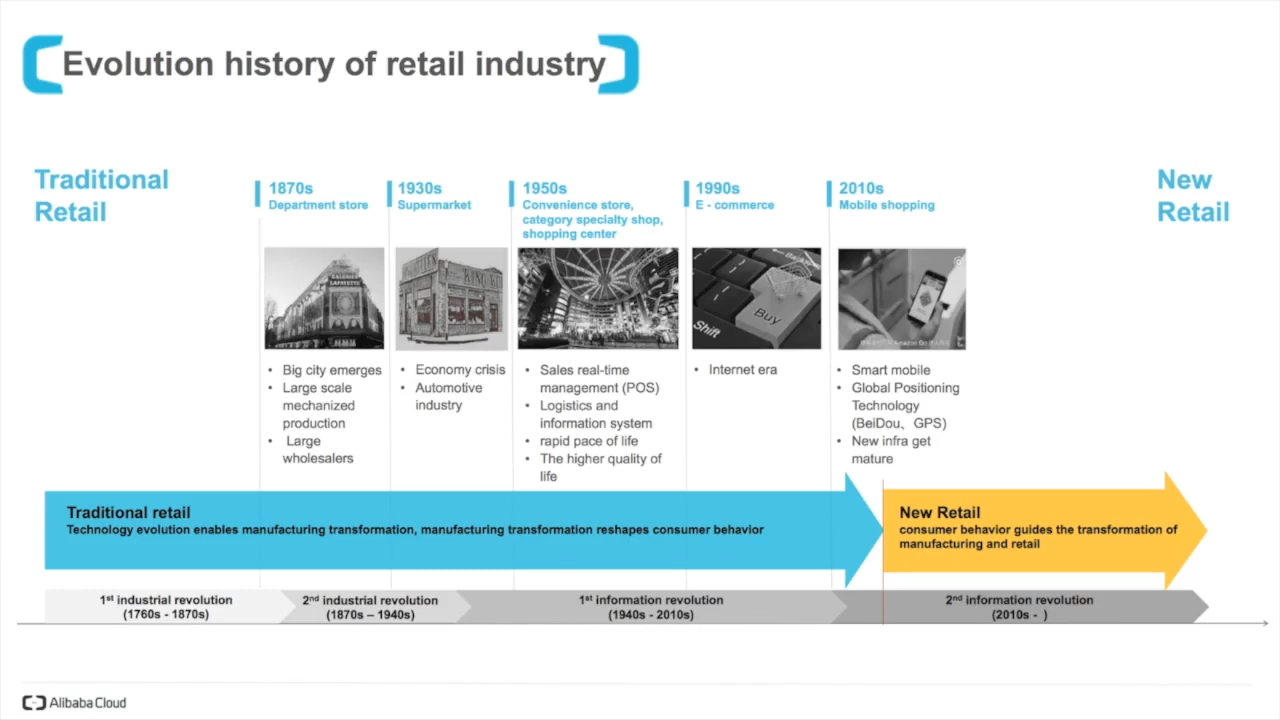 Evolution history of retail industry
Traditional
Retail
1870s
Department store
1930s
Supermarket
1950s
Convenience store,
category specialty shop,
shopping center
1990s
E - commerce
2010s
Mobile shopping
New
Retail
LAFAYETTE
KING
Shift
Buy
• Big city emerges
• Large scale
mechanized
production
• Large
wholesalers
• Economy crisis
• Automotive
industry
• Sales real-time
management (POS)
• Logistics and
information system
• rapid pace of life
• The higher quality of
life
• Internet era
• Smart mobile
• Global Positioning
Technology
(BeiDou、GPS)
• New infra get
mature
Traditional retail
Technology evolution enables manufacturing transformation, manufacturing transformation reshapes consumer behavior
New Retail
consumer behavior guides the transformation of
manufacturing and retail
1st industrial revolution
(1760s - 1870s)
2nd industrial revolution
(1870s – 1940s)
1st information revolution
(1940s - 2010s)
2nd information revolution
(2010s - )
Alibaba Cloud